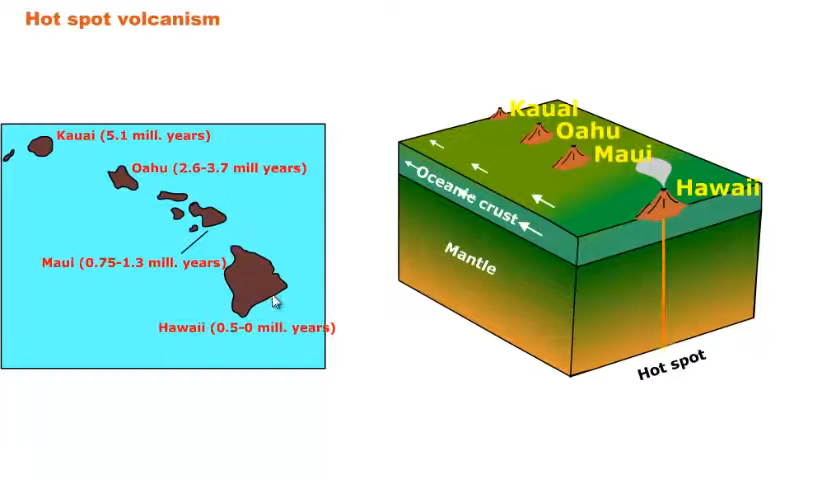 Hot spot volcanism
Kauai (5.1 mill. years)
Oahu (2.6-3.7 mill years)
Maui (0.75-1.3 mill. years)
Hawaii (0.5-0 mill. years)
Kaual
Oahu
Maui
Hawaii
Oceanic crust
Mantle
Hot spot